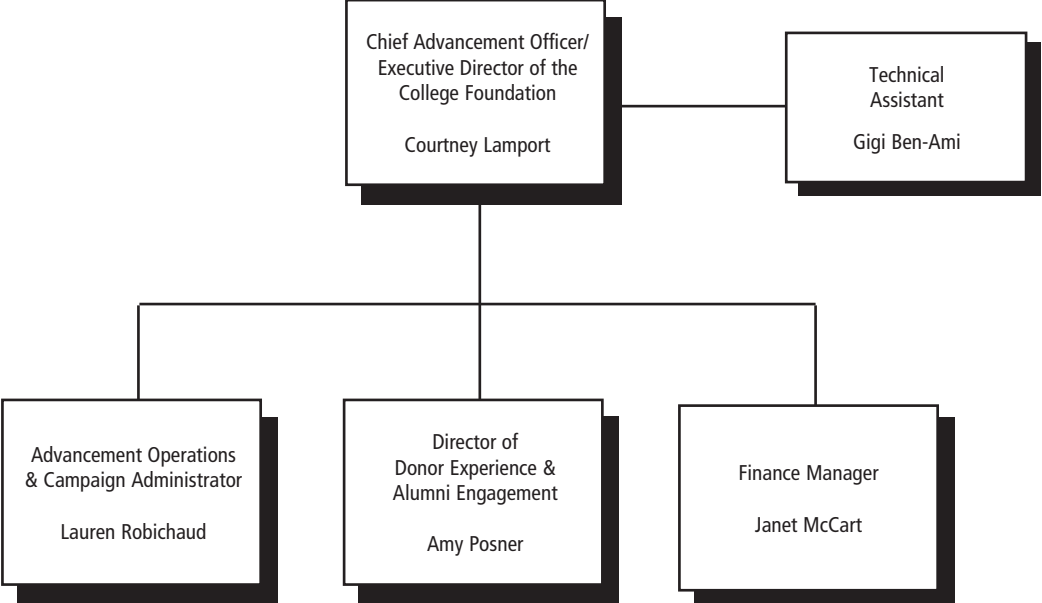 Chief Advancement Officer/
Executive Director of the
College Foundation
Courtney Lamport
Technical
Assistant
Gigi Ben-Ami
Advancement Operations
& Campaign Administrator
Lauren Robichaud
Director of
Donor Experience &
Alumni Engagement
Amy Posner
Finance Manager
Janet McCart